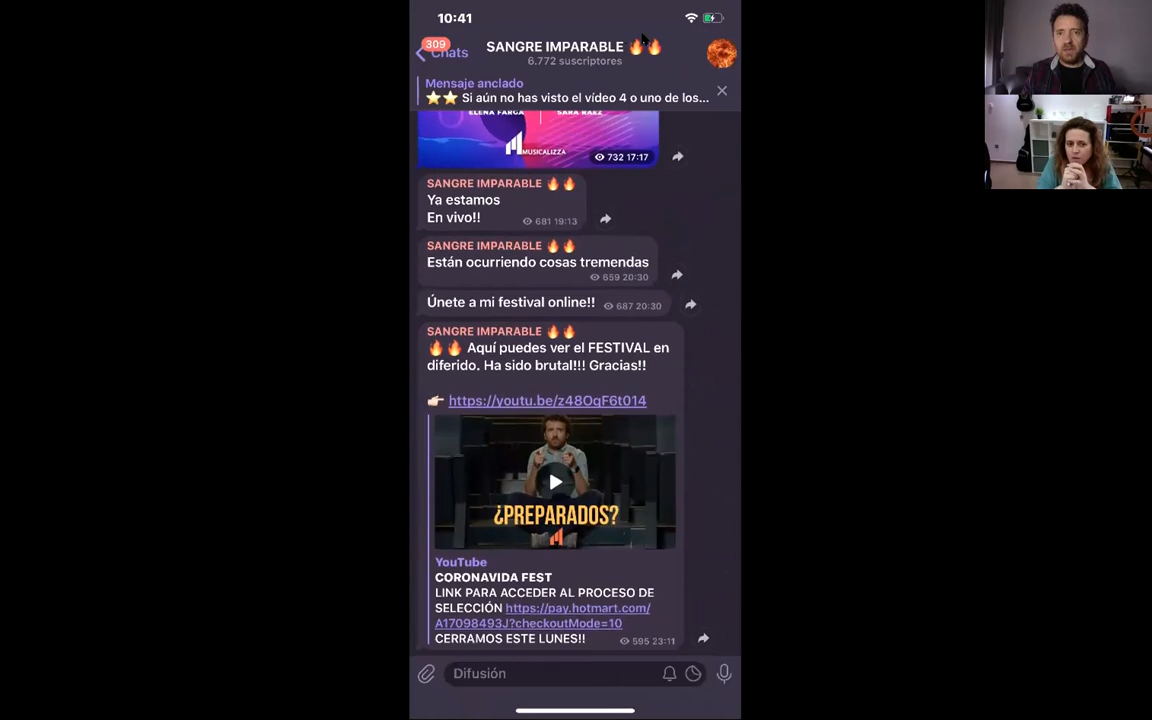 10:41
309
Chats
SANGRE IMPARABLE 🔥🔥
6.772 suscriptores
Mensaje anclado
⭐⭐ Si aún no has visto el vídeo 4 o uno de los...
ELENA FARGA
SARA RÁEZ
MUSICALIZZA
732 17:17
SANGRE IMPARABLE 🔥🔥
Ya estamos
En vivo!!
681 19:13
SANGRE IMPARABLE 🔥🔥
Están ocurriendo cosas tremendas
659 20:30
Únete a mi festival online!!
687 20:30
SANGRE IMPARABLE 🔥🔥
🔥🔥 Aquí puedes ver el FESTIVAL en
diferido. Ha sido brutal!!! Gracias!!
👉🏻 https://youtu.be/z48OqF6t014
¿PREPARADOS?
YouTube
CORONAVIDA FEST
LINK PARA ACCEDER AL PROCESO DE
SELECCIÓN https://pay.hotmart.com/
A17098493J?checkoutMode=10
CERRAMOS ESTE LUNES!!
595 23:11
Difusión